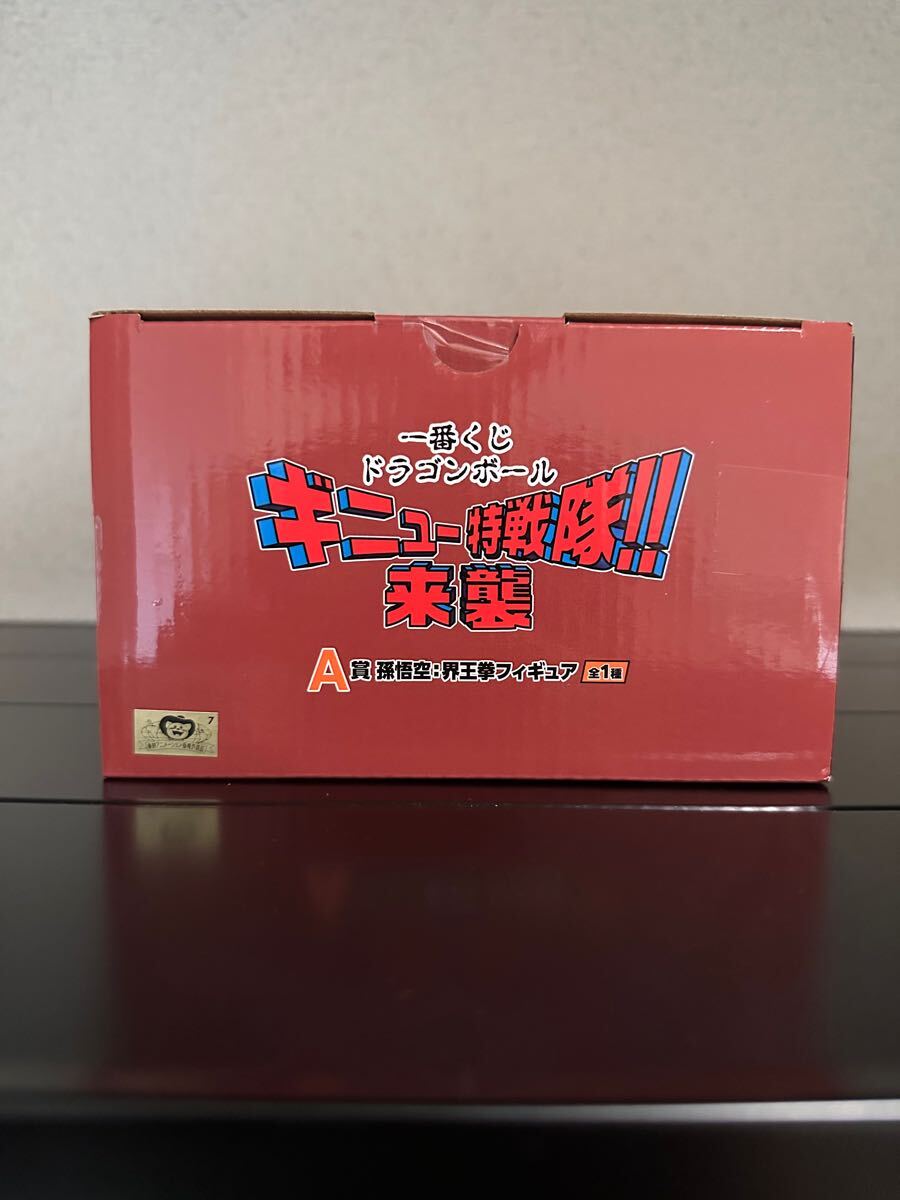 一番くじ
ドラゴンボール
ギニュー特戦隊!!
来襲
A賞 孫悟空:界王拳フィギュア 全1種
7